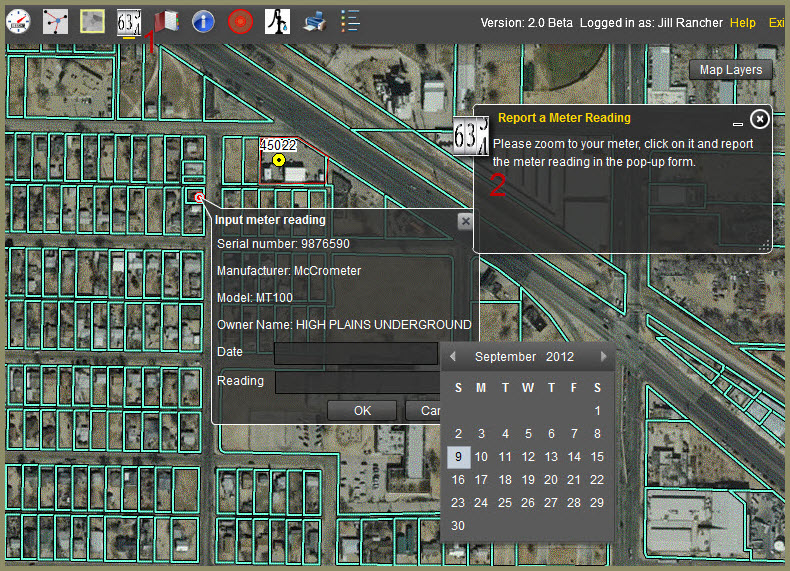 634
Version: 2.0 Beta Logged in as: Jill Rancher Help Exi
1
Map Layers
634
Report a Meter Reading
Please zoom to your meter, click on it and report
the meter reading in the pop-up form.
2
45022
Input meter reading
Serial number: 9876590
Manufacturer: McCrometer
Model: MT100
Owner Name: HIGH PLAINS UNDERGROUND
Date
Reading
OK Can
September 2012
S M T W T F S
1
2 3 4 5 6 7 8
9 10 11 12 13 14 15
16 17 18 19 20 21 22
23 24 25 26 27 28 29
30